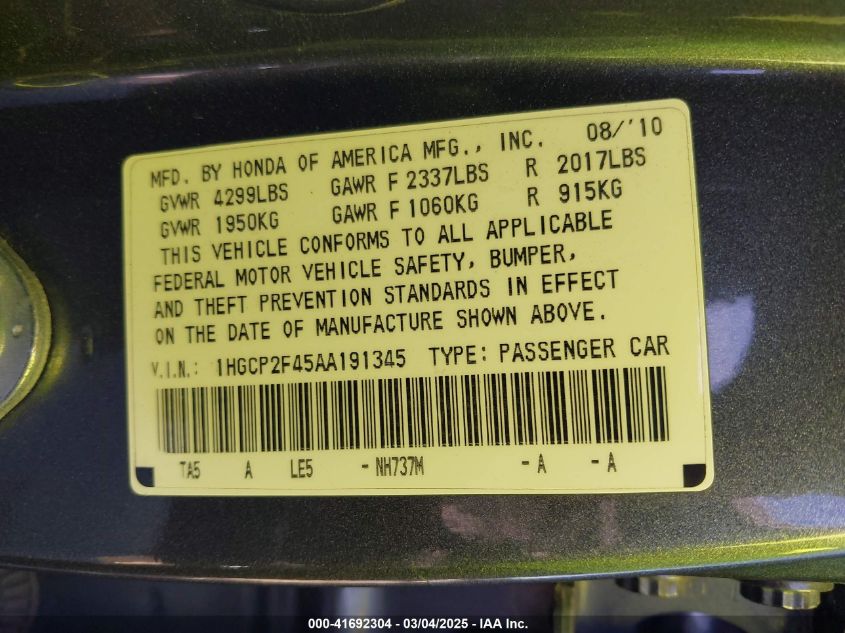 MFD. BY HONDA OF AMERICA MFG., INC. 08/'10
GVWR 4299LBS GAWR F 2337LBS R 2017LBS
GVWR 1950KG GAWR F 1060KG R 915KG
THIS VEHICLE CONFORMS TO ALL APPLICABLE
FEDERAL MOTOR VEHICLE SAFETY, BUMPER,
AND THEFT PREVENTION STANDARDS IN EFFECT
ON THE DATE OF MANUFACTURE SHOWN ABOVE.
V.I.N.: 1HGCP2F45AA191345 TYPE: PASSENGER CAR
TA5 A LE5 - NH737M - A - A
000-41692304 - 03/04/2025 - IAA Inc.